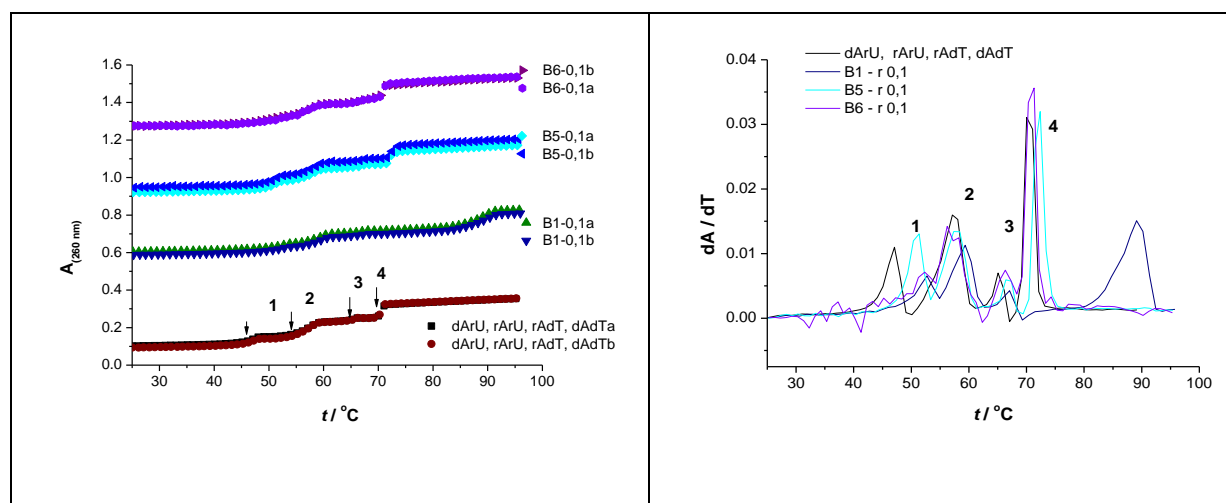 1.6
1.4
1.2
1.0
0.8
0.6
0.4
0.2
0.0
A(260 nm)
B6-0,1b
B6-0,1a
B5-0,1a
B5-0,1b
B1-0,1a
B1-0,1b
1 2 3 4
dArU, rArU, rAdT, dAdTa
dArU, rArU, rAdT, dAdTb
30 40 50 60 70 80 90 100
t / °C
dArU, rArU, rAdT, dAdT
B1 - r 0,1
B5 - r 0,1
B6 - r 0,1
0.04
0.03
0.02
0.01
0.00
dA / dT
1 2 3 4
30 40 50 60 70 80 90 100
t / °C